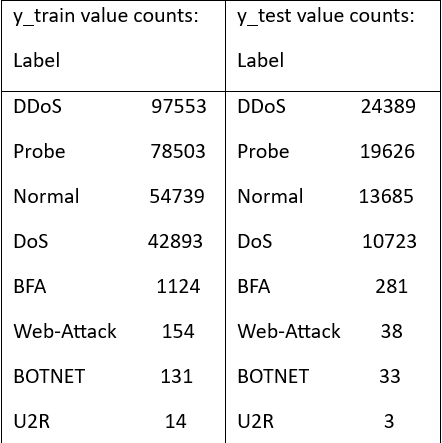 y_train value counts:
Label
DDoS 97553
Probe 78503
Normal 54739
DoS 42893
BFA 1124
Web-Attack 154
BOTNET 131
U2R 14
y_test value counts:
Label
DDoS 24389
Probe 19626
Normal 13685
DoS 10723
BFA 281
Web-Attack 38
BOTNET 33
U2R 3